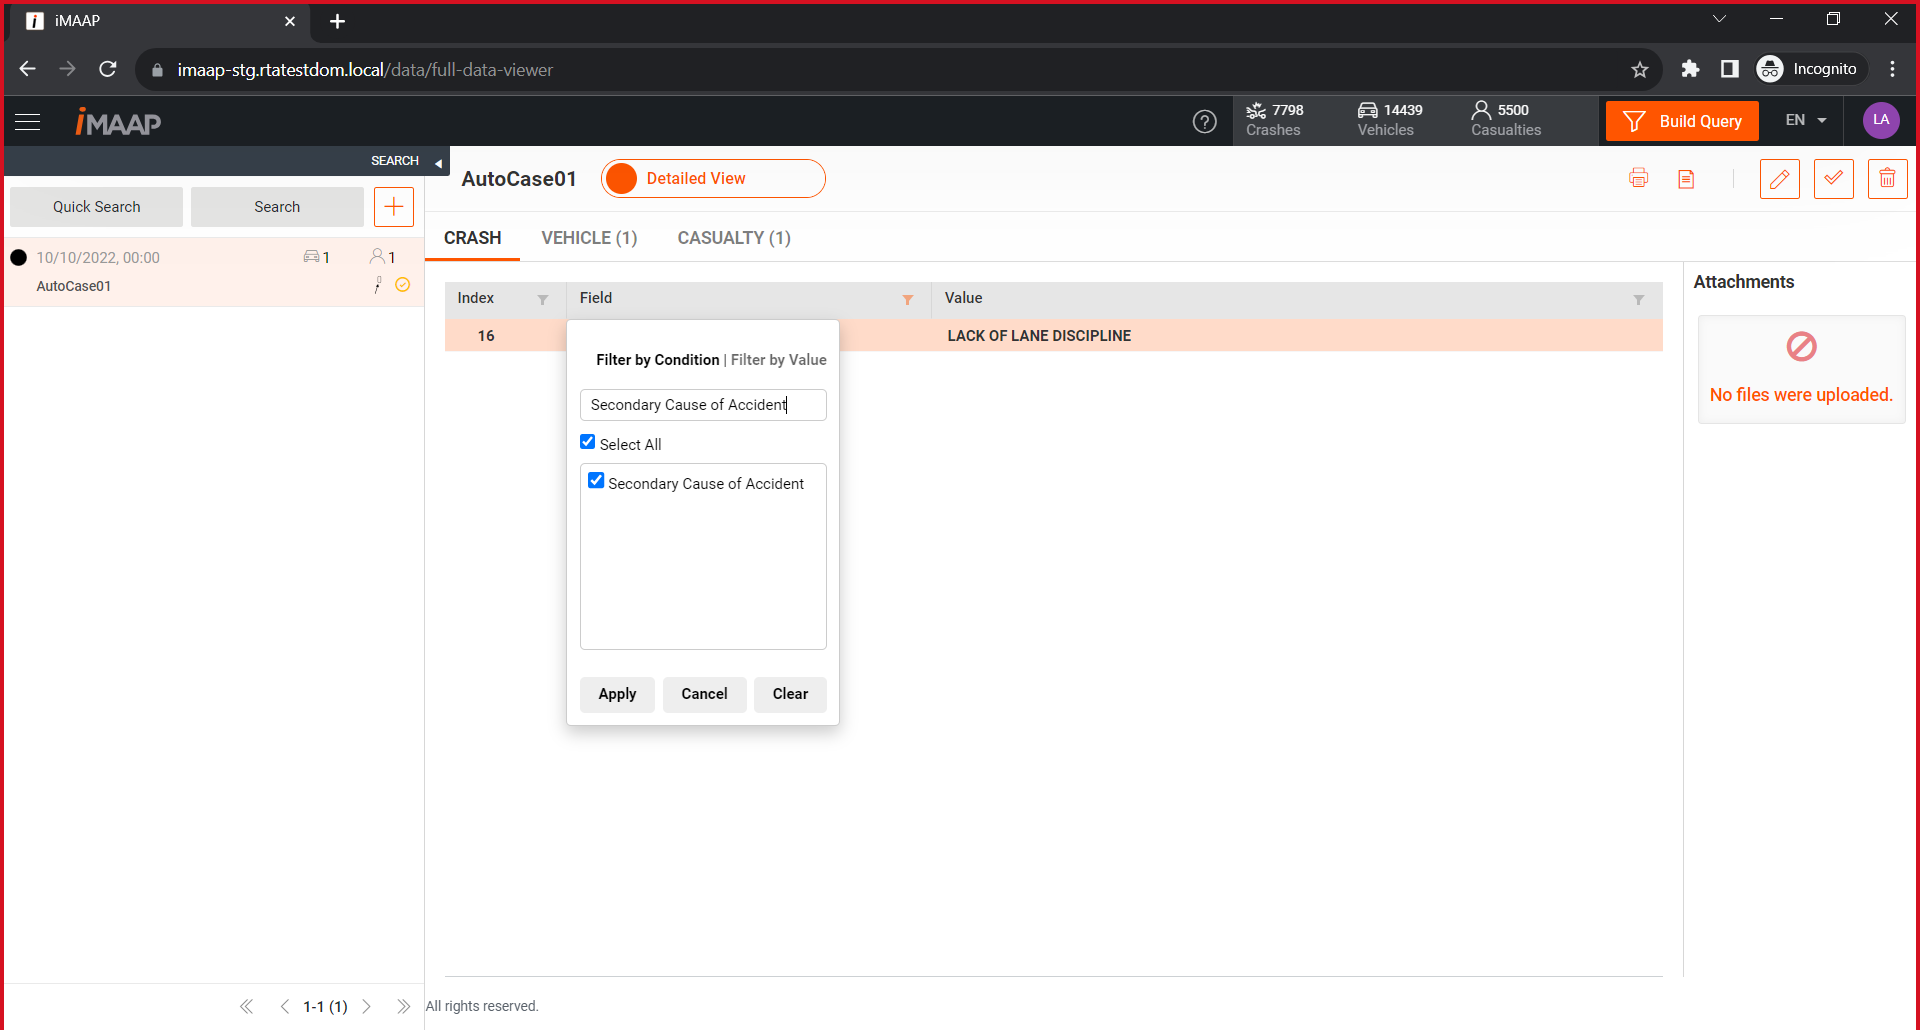 iMAAP
imaap-stg.rtatestdom.local/data/full-data-viewer
Incognito
iMAAP
7798
Crashes
14439
Vehicles
5500
Casualties
Build Query
EN
LA
SEARCH
Quick Search
Search
10/10/2022, 00:00
1
1
AutoCase01
AutoCase01
Detailed View
CRASH
VEHICLE (1)
CASUALTY (1)
Index
Field
Value
16
LACK OF LANE DISCIPLINE
Filter by Condition | Filter by Value
Secondary Cause of Accident
Select All
Secondary Cause of Accident
Apply
Cancel
Clear
Attachments
No files were uploaded.
1-1 (1)
All rights reserved.